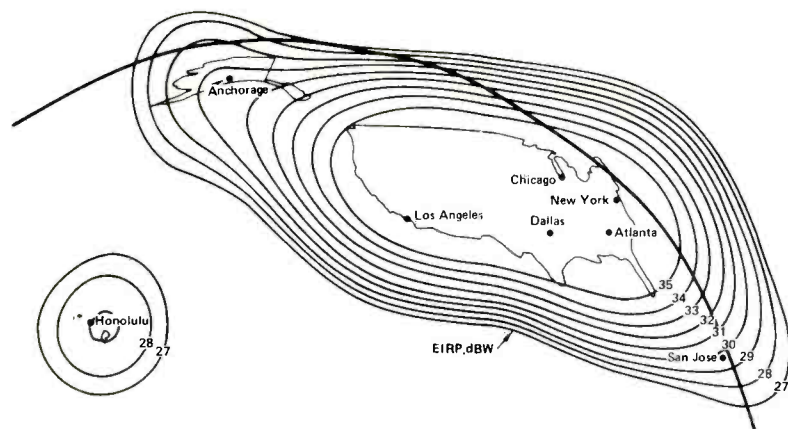 Anchorage
Chicago
New York
Los Angeles
Dallas
Atlanta
35
34
33
32
31
30
29
28
27
San Jose
EIRP,dBW
Honolulu
28
27